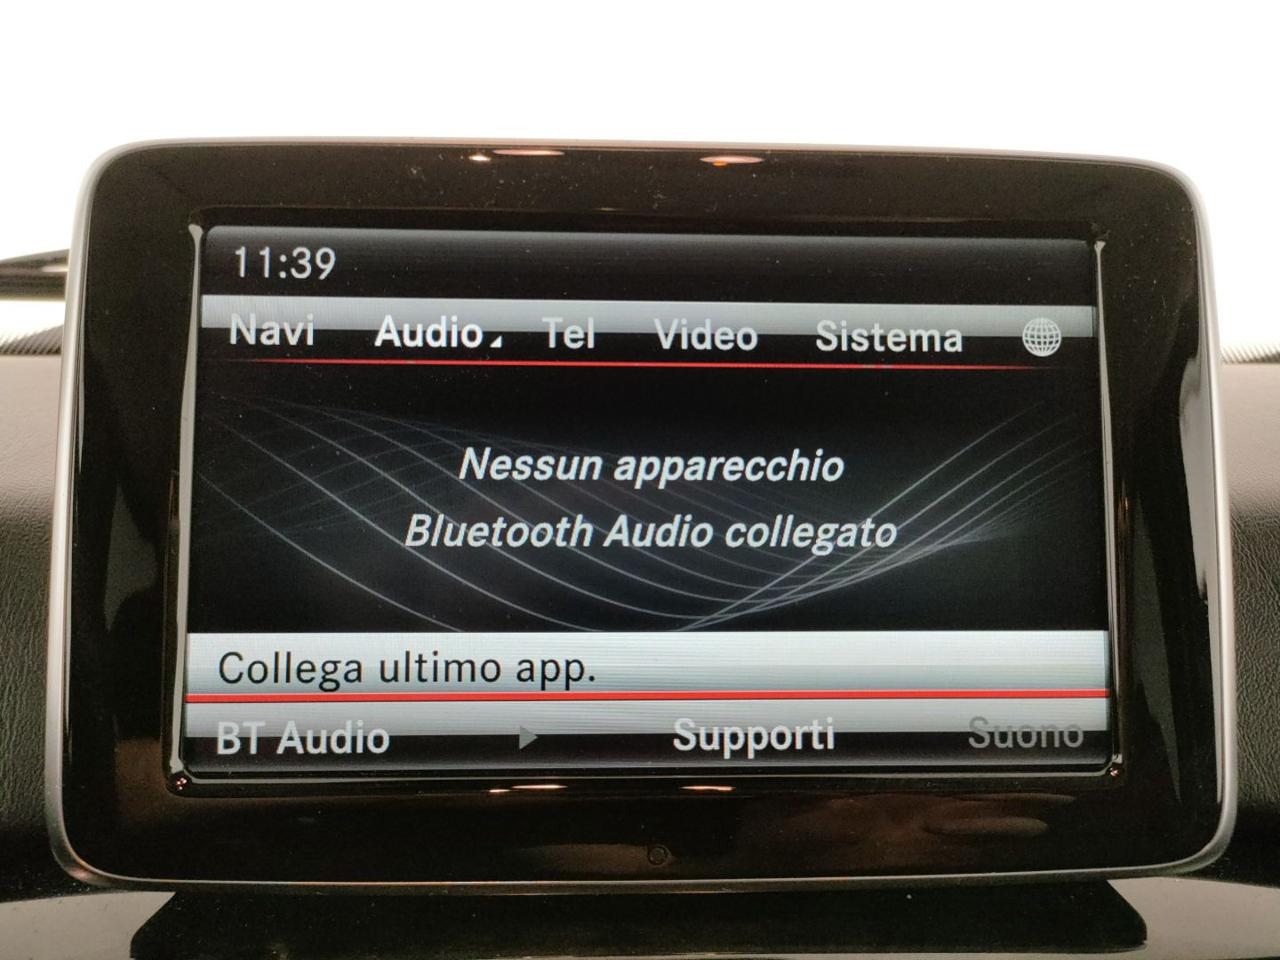 11:39
Navi Audio Tel Video Sistema
Nessun apparecchio
Bluetooth Audio collegato
Collega ultimo app.
BT Audio Supporti Suono